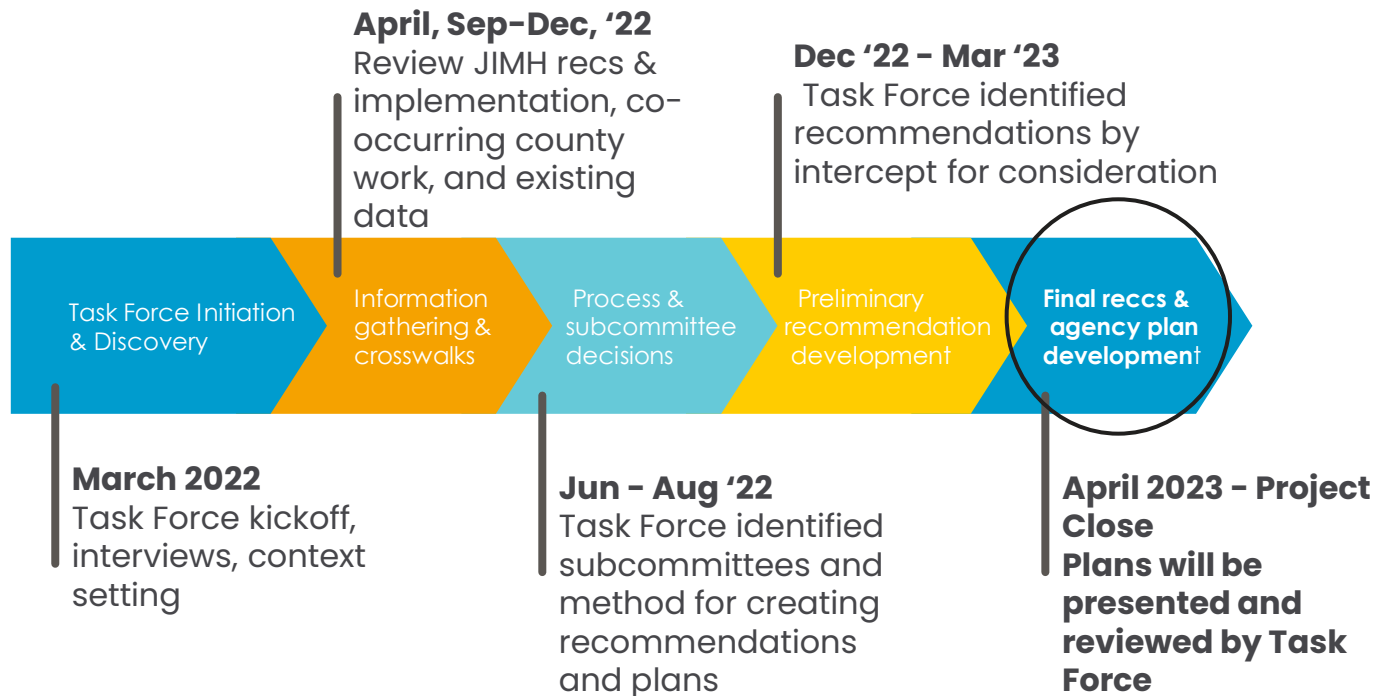 April, Sep-Dec, ‘22
Review JIMH recs &
implementation, co-
occurring county
work, and existing
data
Dec ‘22 - Mar ‘23
Task Force identified
recommendations by
intercept for consideration
Task Force Initiation
& Discovery
Information
gathering &
crosswalks
Process &
subcommittee
decisions
Preliminary
recommendation
development
Final reccs &
agency plan
development
March 2022
Task Force kickoff,
interviews, context
setting
Jun - Aug ‘22
Task Force identified
subcommittees and
method for creating
recommendations
and plans
April 2023 - Project
Close
Plans will be
presented and
reviewed by Task
Force